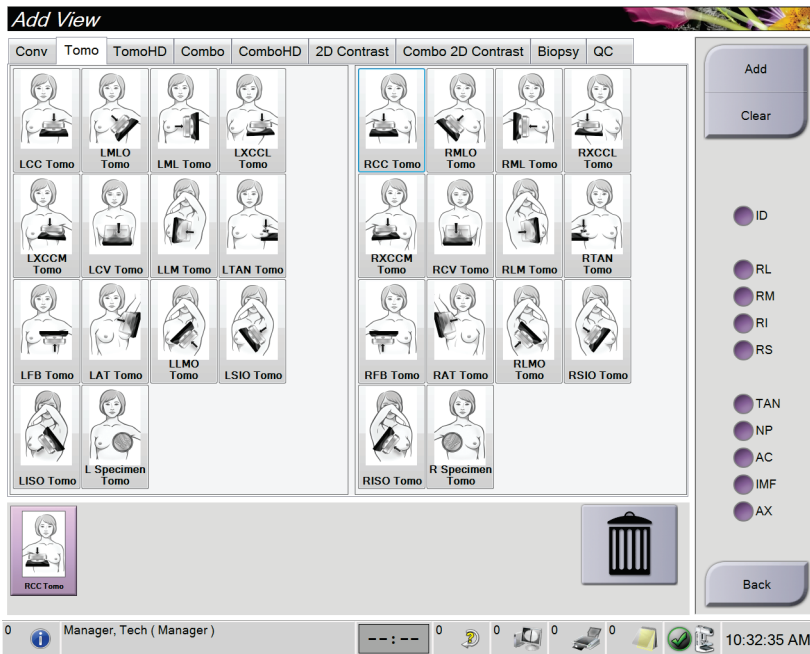 Add View
Conv Tomo TomoHD Combo ComboHD 2D Contrast Combo 2D Contrast Biopsy QC
LCC Tomo
LMLO
Tomo
LML Tomo
LXCCL
Tomo
RCC Tomo
RMLO
Tomo
RML Tomo
RXCCL
Tomo
LXCCM
Tomo
LCV Tomo
LLM Tomo
LTAN Tomo
RXCCM
Tomo
RCV Tomo
RLM Tomo
RTAN
Tomo
LFB Tomo
LAT Tomo
LLMO
Tomo
LSIO Tomo
RFB Tomo
RAT Tomo
RLMO
Tomo
RSIO Tomo
LISO Tomo
L Specimen
Tomo
RISO Tomo
R Specimen
Tomo
RCC Tomo
Add
Clear
ID
RL
RM
RI
RS
TAN
NP
AC
IMF
AX
Back
0 Manager, Tech ( Manager ) --:-- 0 0 0 0 10:32:35 AM